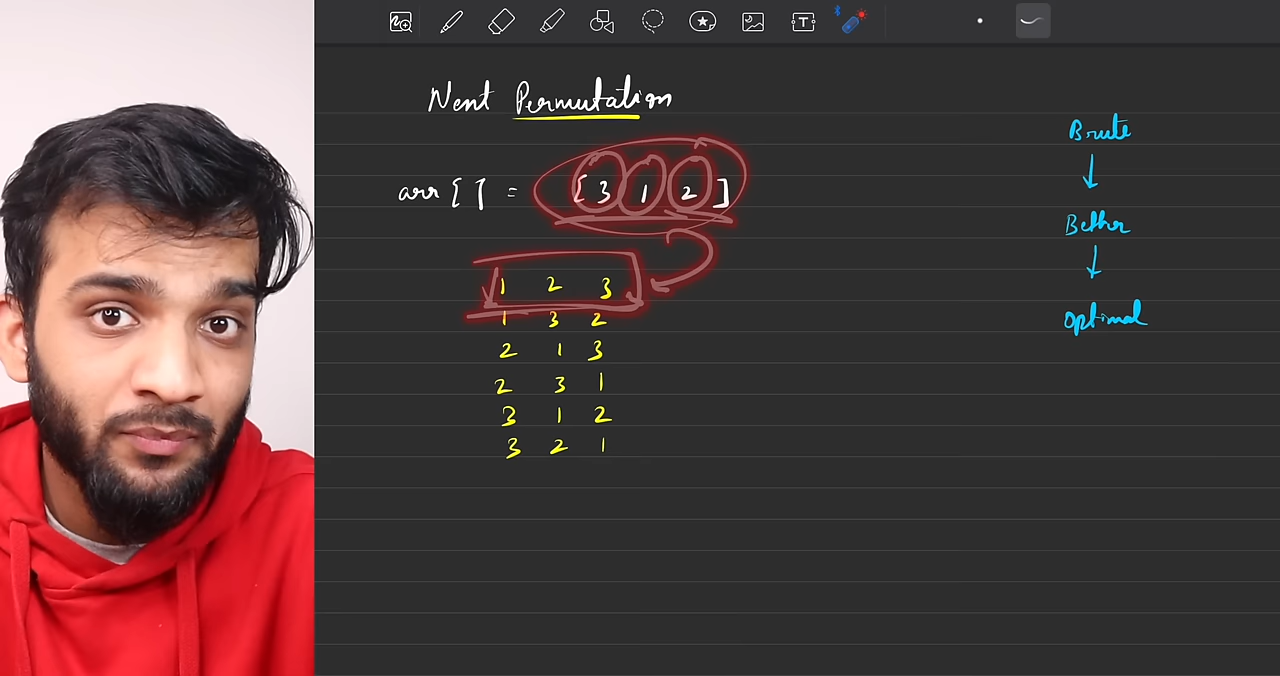 Next Permutation
arr [ ] = [ 3 1 2 ]
1 2 3
1 3 2
2 1 3
2 3 1
3 1 2
3 2 1
Brute
↓
Better
↓
Optimal
T